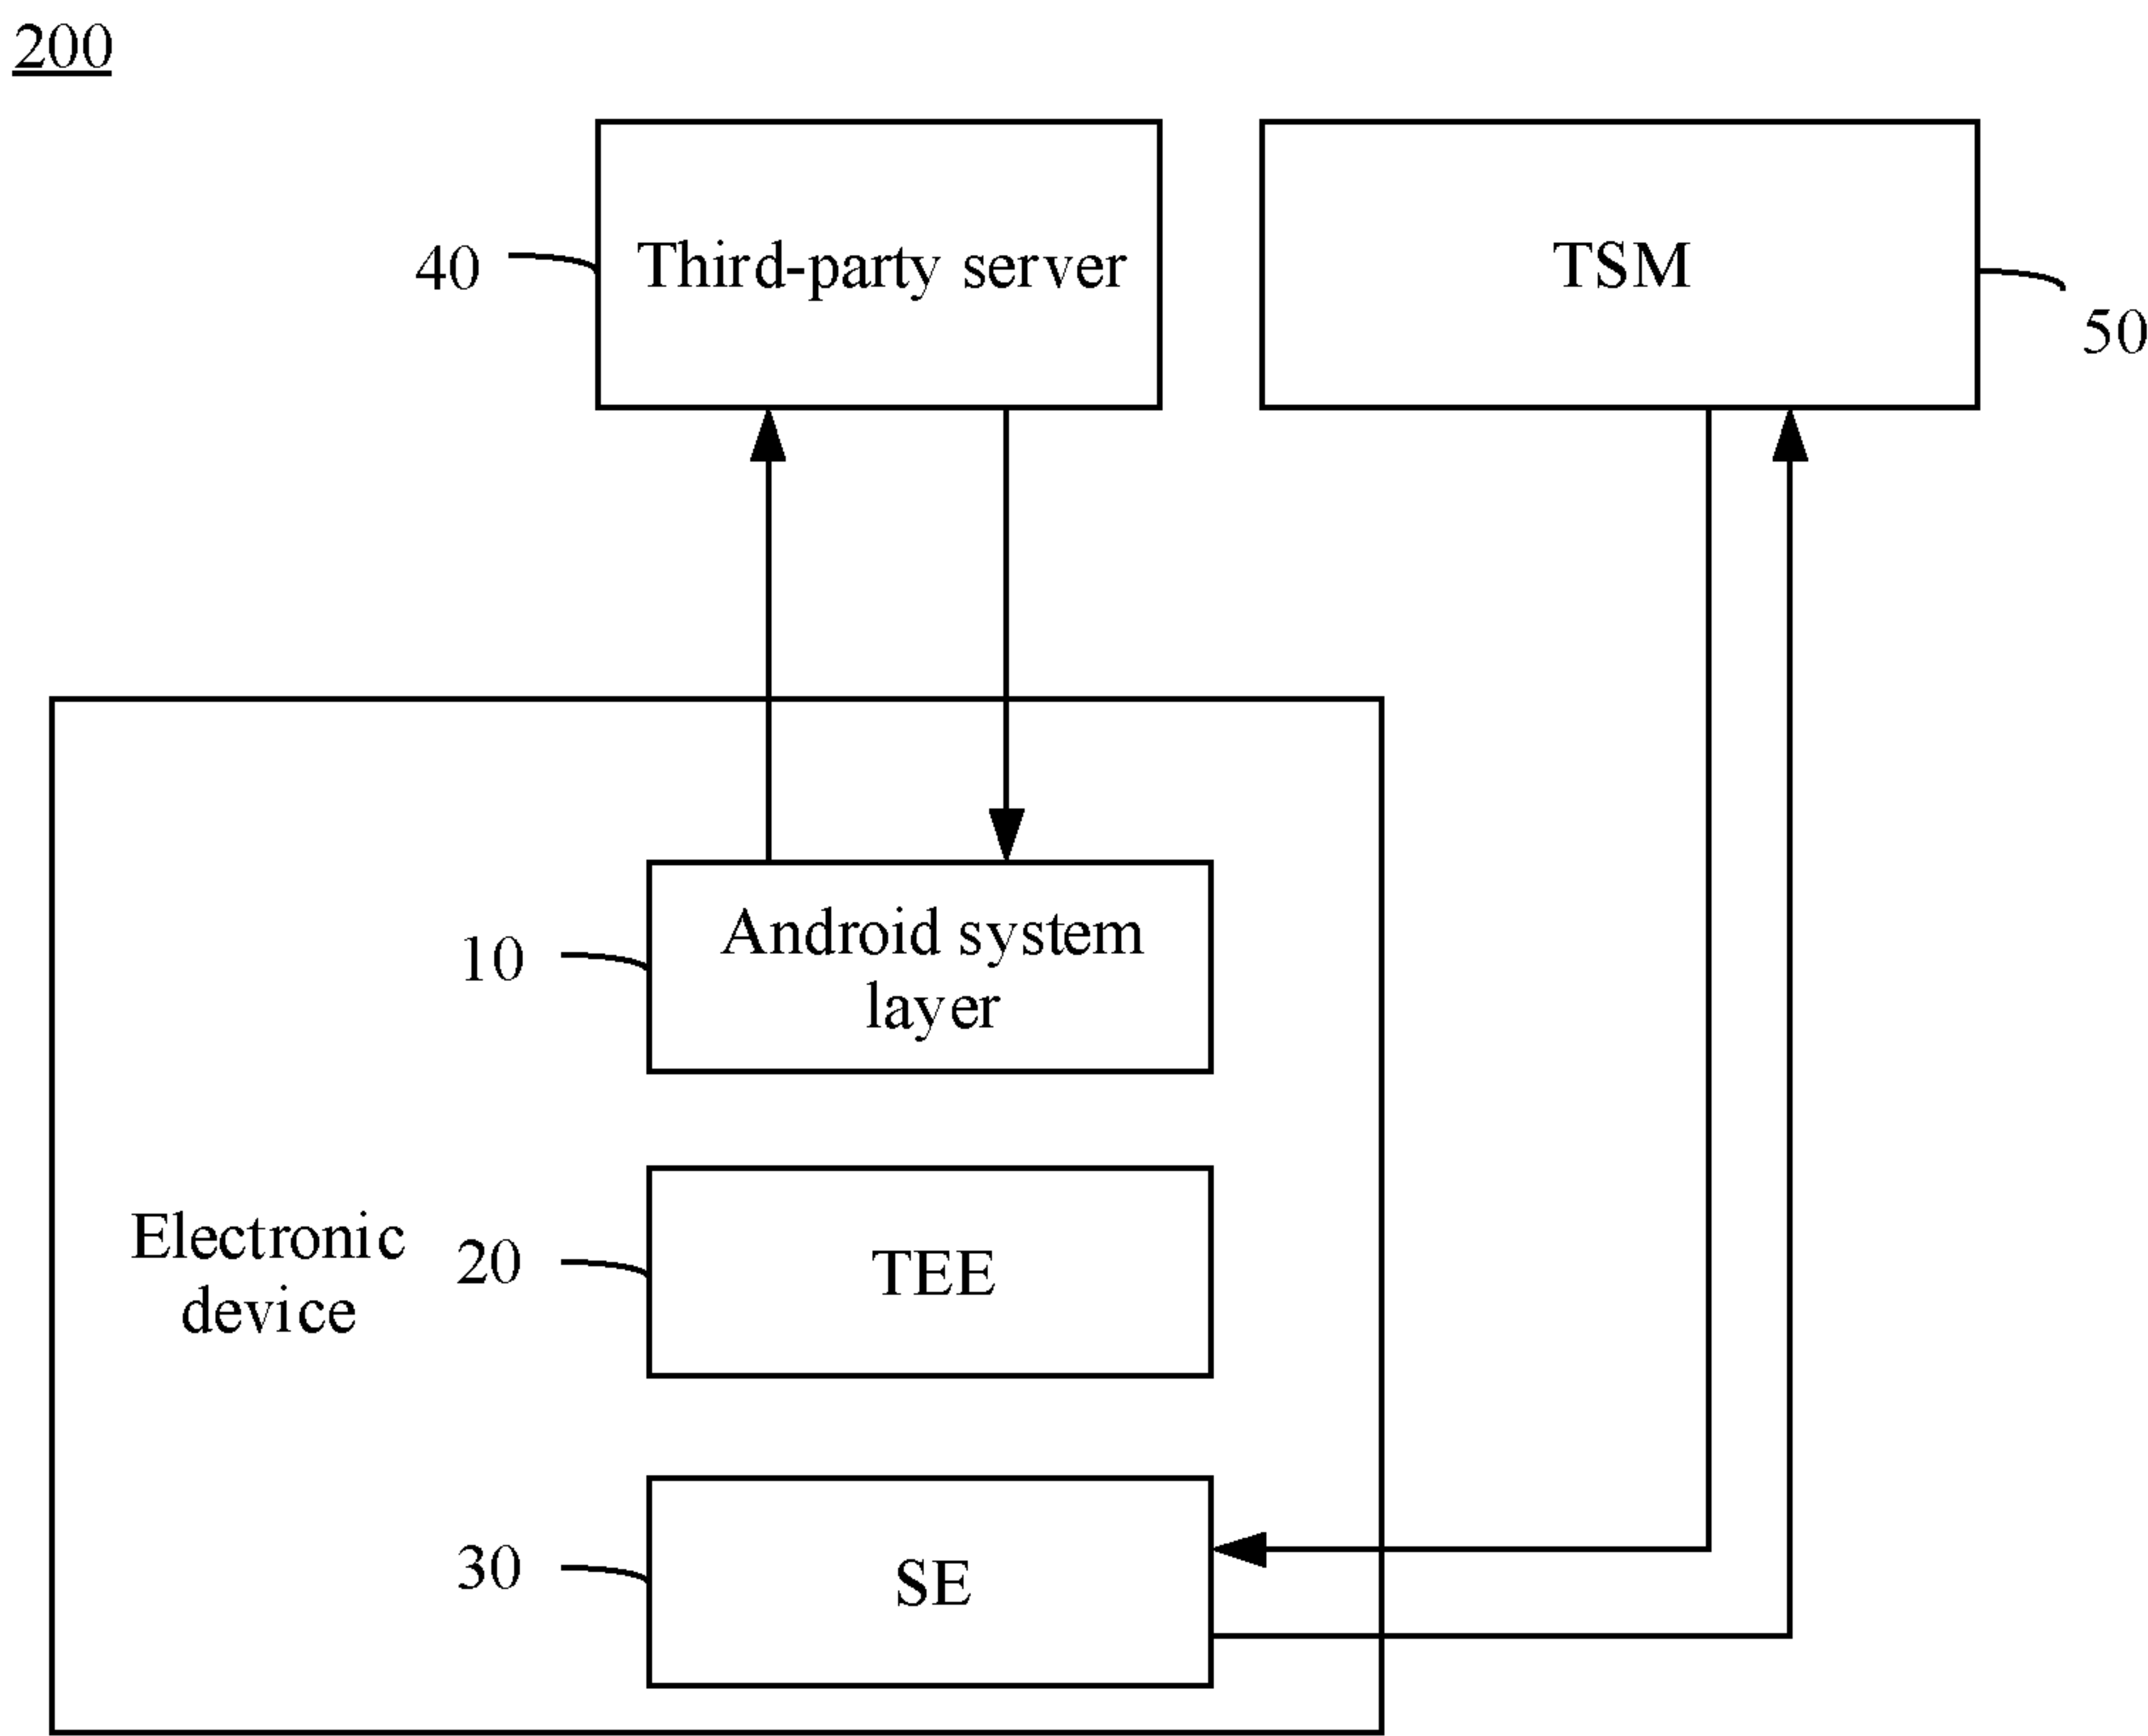 200
40
Third-party server
TSM
50
10
Android system
layer
Electronic
device
20
TEE
30
SE